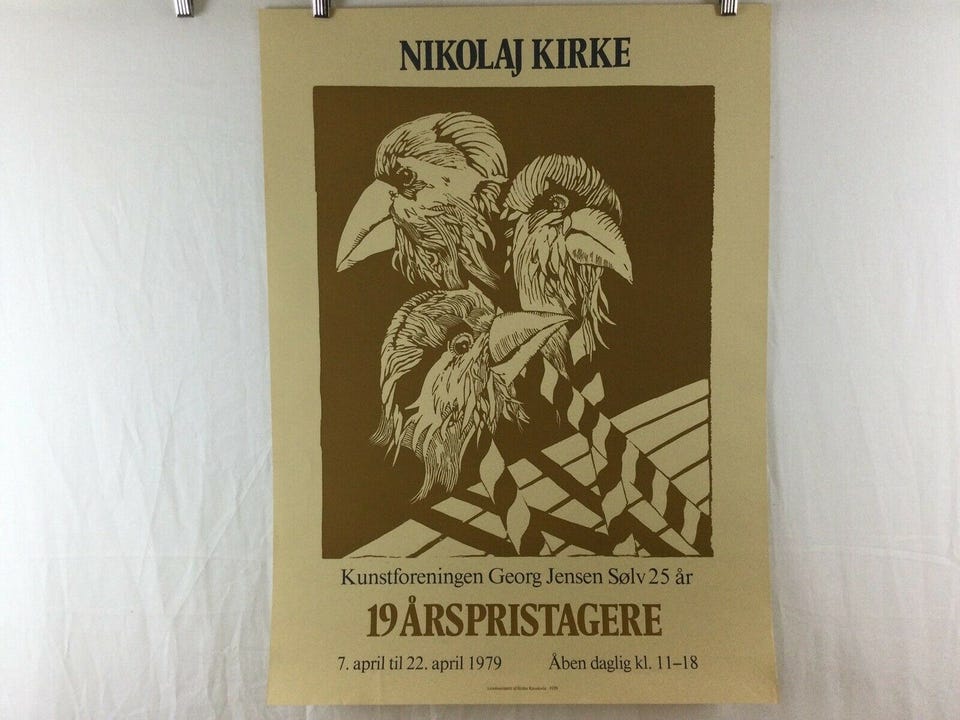 NIKOLAJ KIRKE
Kunstforeningen Georg Jensen Sølv 25 år
19 ÅRSPRISTAGERE
7. april til 22. april 1979 Åben daglig kl. 11–18